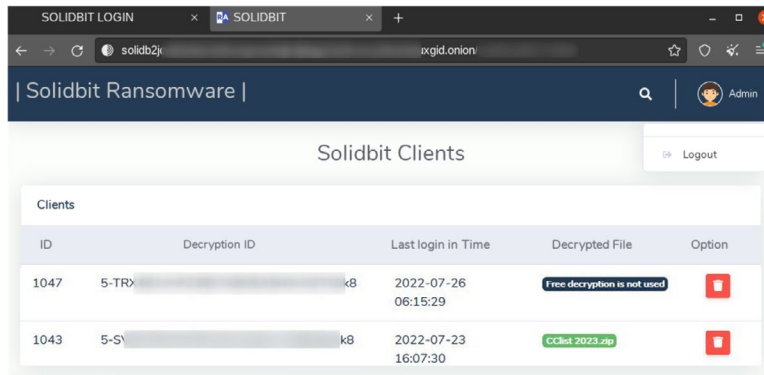 SOLIDBIT LOGIN × RA SOLIDBIT × +
solidb2j uxgid.onion/
| Solidbit Ransomware | Admin
Solidbit Clients
Logout
Clients
ID Decryption ID Last login in Time Decrypted File Option
1047 5-TRX k8 2022-07-26 06:15:29 Free decryption is not used
1043 5-S k8 2022-07-23 16:07:30 CClist 2023.zip